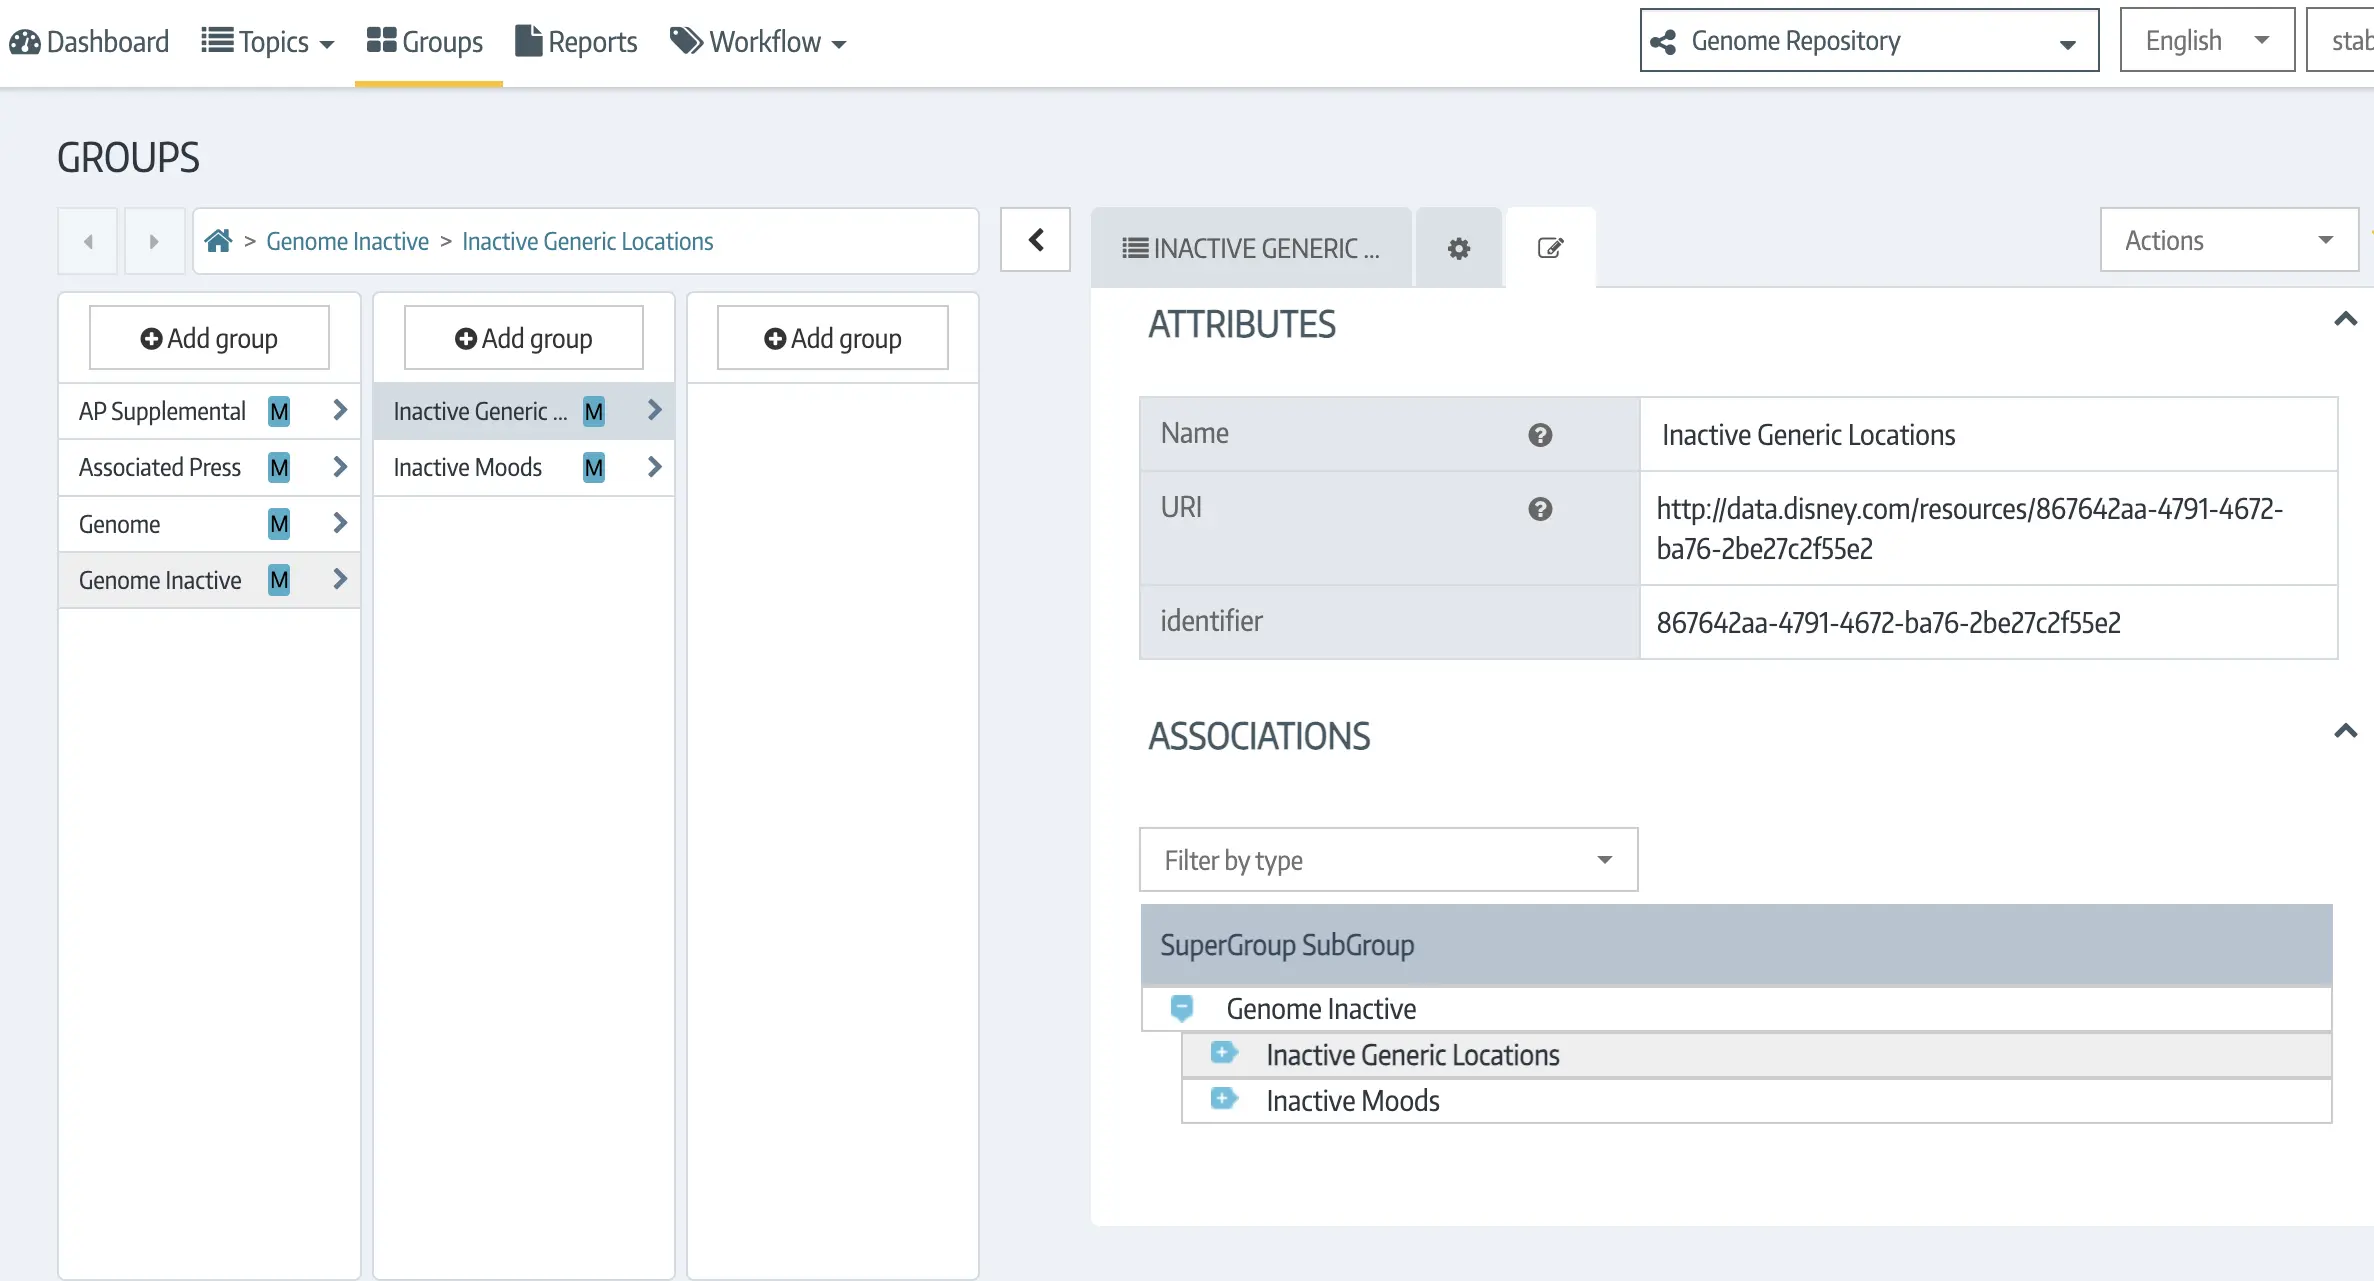 Dashboard Topics Groups Reports Workflow Genome Repository English stab
GROUPS
> Genome Inactive > Inactive Generic Locations
INACTIVE GENERIC ...
Actions
Add group Add group Add group
AP Supplemental M
Associated Press M
Genome M
Genome Inactive M
Inactive Generic ... M
Inactive Moods M
ATTRIBUTES
Name ? Inactive Generic Locations
URI ? http://data.disney.com/resources/867642aa-4791-4672-
ba76-2be27c2f55e2
identifier 867642aa-4791-4672-ba76-2be27c2f55e2
ASSOCIATIONS
Filter by type
SuperGroup SubGroup
Genome Inactive
Inactive Generic Locations
Inactive Moods